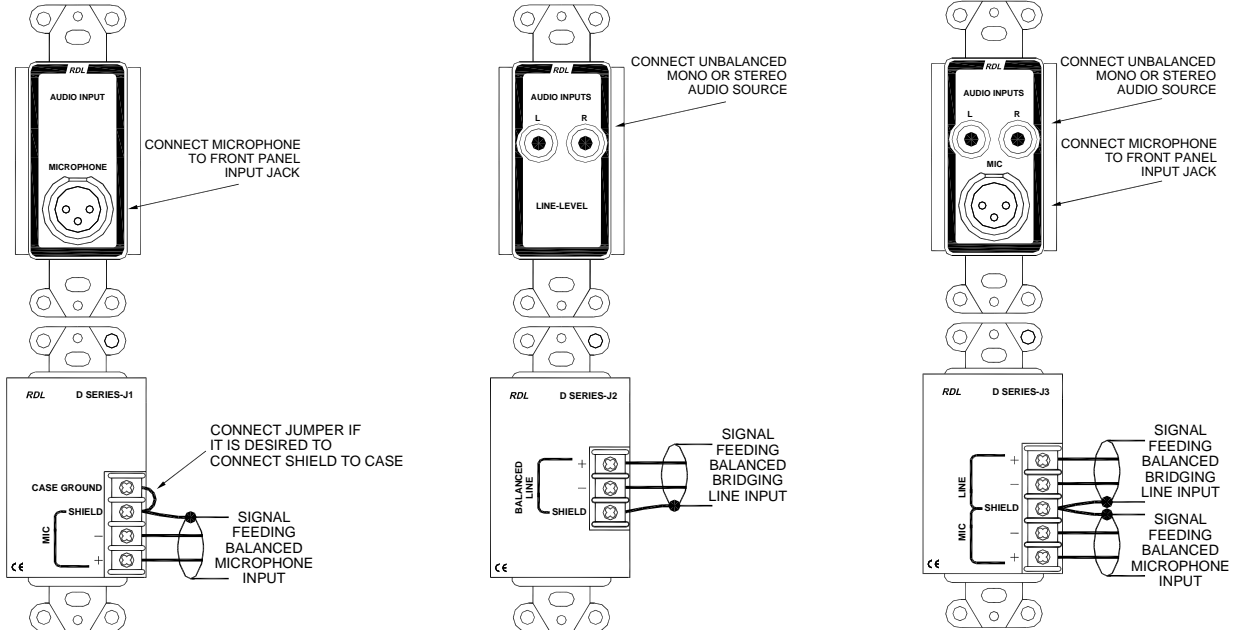 RDL
AUDIO INPUT
MICROPHONE
CONNECT MICROPHONE
TO FRONT PANEL
INPUT JACK
RDL
AUDIO INPUTS
L R
LINE-LEVEL
CONNECT UNBALANCED
MONO OR STEREO
AUDIO SOURCE
RDL
AUDIO INPUTS
L R
MIC
CONNECT UNBALANCED
MONO OR STEREO
AUDIO SOURCE
CONNECT MICROPHONE
TO FRONT PANEL
INPUT JACK
RDL D SERIES-J1
CONNECT JUMPER IF
IT IS DESIRED TO
CONNECT SHIELD TO CASE
CASE GROUND
SHIELD
MIC
–
+
CE
SIGNAL
FEEDING
BALANCED
MICROPHONE
INPUT
RDL D SERIES-J2
BALANCED
LINE
+
–
SHIELD
CE
SIGNAL
FEEDING
BALANCED
BRIDGING
LINE INPUT
RDL D SERIES-J3
LINE
+
–
SHIELD
MIC
–
+
CE
SIGNAL
FEEDING
BALANCED
BRIDGING
LINE INPUT
SIGNAL
FEEDING
BALANCED
MICROPHONE
INPUT